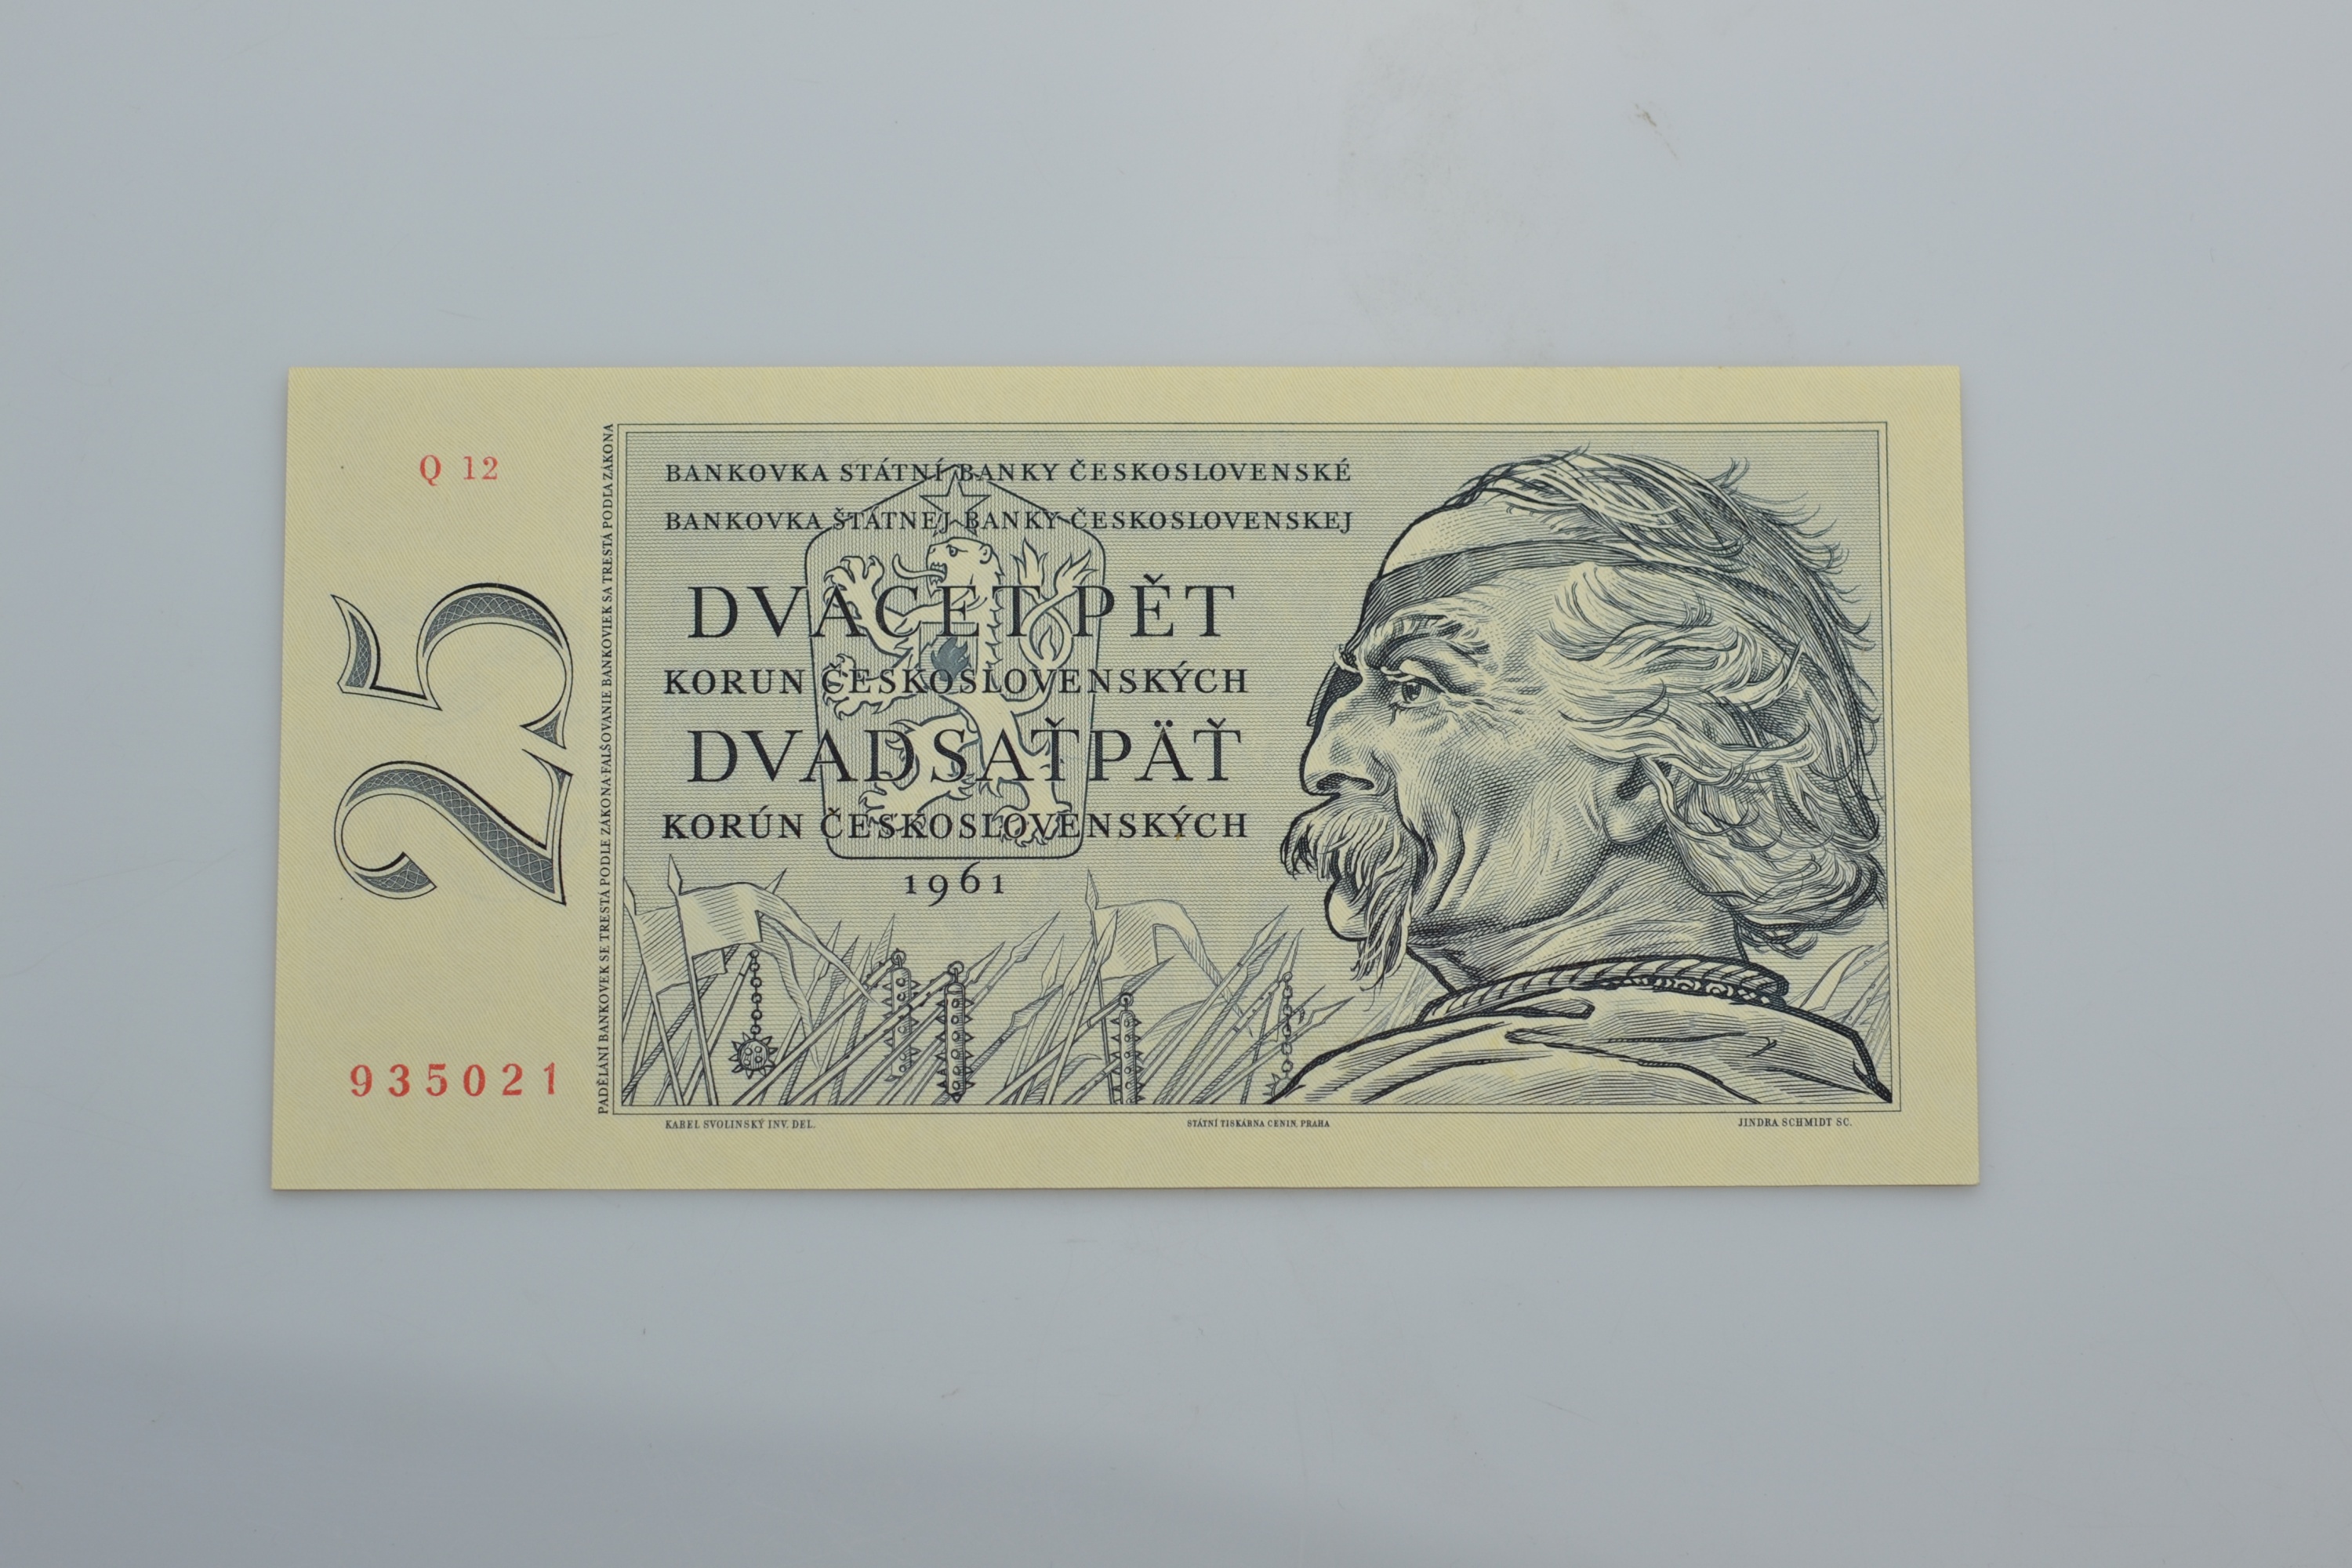 Q 12
25
935021
PADĚLÁNÍ BANKOVEK SE TRESTÁ PODLE ZÁKONA-FALŠOVANIE BANKOVIEK SA TRESTÁ PODĽA ZÁKONA
BANKOVKA STÁTNÍ BANKY ČESKOSLOVENSKÉ
BANKOVKA ŠTÁTNEJ BANKY ČESKOSLOVENSKEJ
DVACET PĚT
KORUN ČESKOSLOVENSKÝCH
DVADSAŤPÄŤ
KORÚN ČESKOSLOVENSKÝCH
1961
KAREL SVOLINSKÝ INV. DEL.
STÁTNÍ TISKÁRNA CENIN, PRAHA
JINDRA SCHMIDT SC.